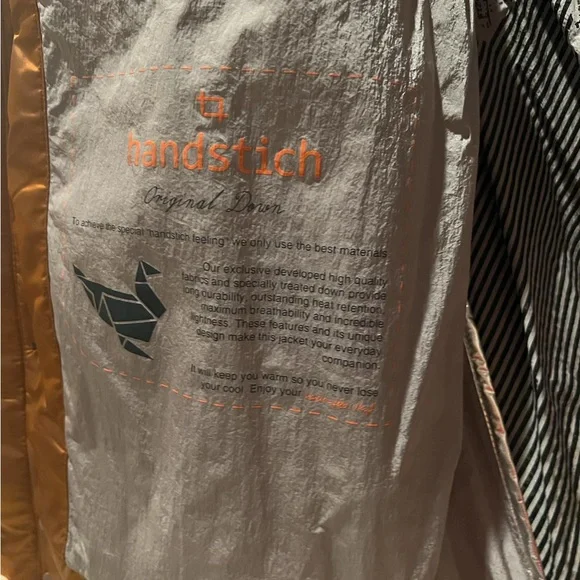 handstich
Original Down
To achieve the special "handstich feeling" we only use the best materials.
Our exclusive developed high quality
fabrics and specially treated down provide
long durability, outstanding heat retention,
maximum breathability and incredible
lightness. These features and its unique
design make this jacket your everyday
companion.
It will keep you warm so you never lose
your cool. Enjoy your